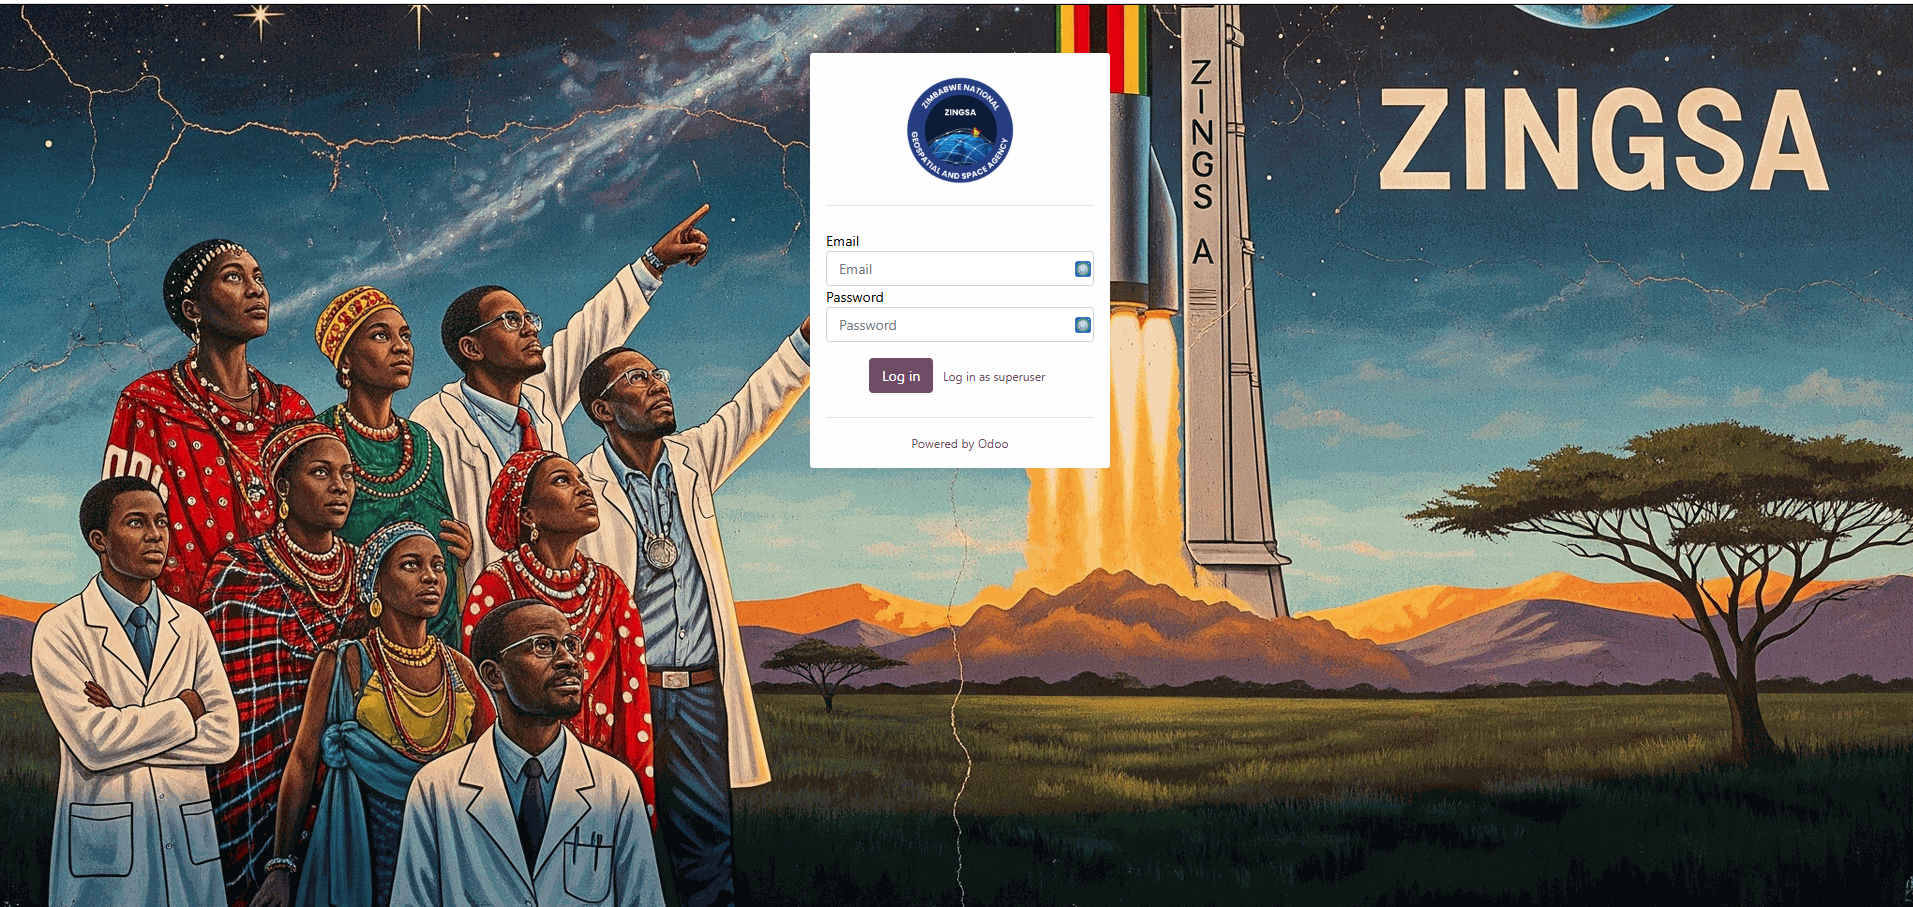 ZINGSA
ZINGS A
ZIMBABWE NATIONAL
ZINGSA
GEOSPATIAL AND SPACE AGENCY
Email
Email
Password
Password
Log in
Log in as superuser
Powered by Odoo